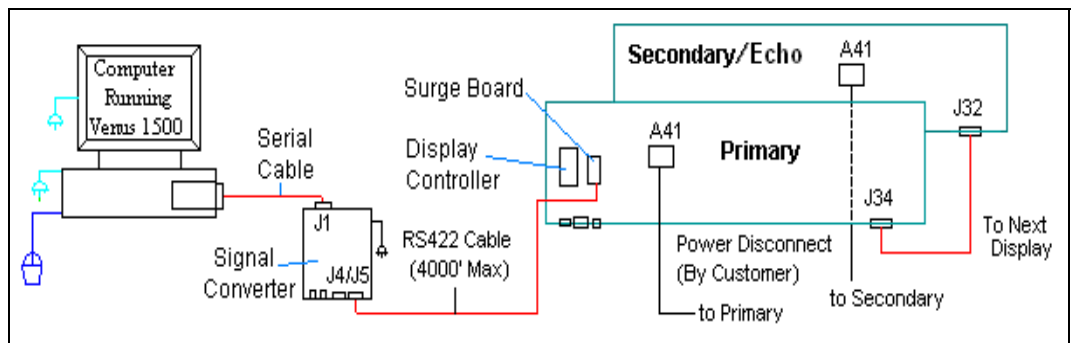 Computer
Running
Venus 1500
Serial
Cable
J1
Signal
Converter
J4/J5
RS422 Cable
(4000' Max)
Surge Board
Display
Controller
Secondary/Echo
A41
J32
A41
Primary
J34
To Next
Display
Power Disconnect
(By Customer)
to Secondary
to Primary